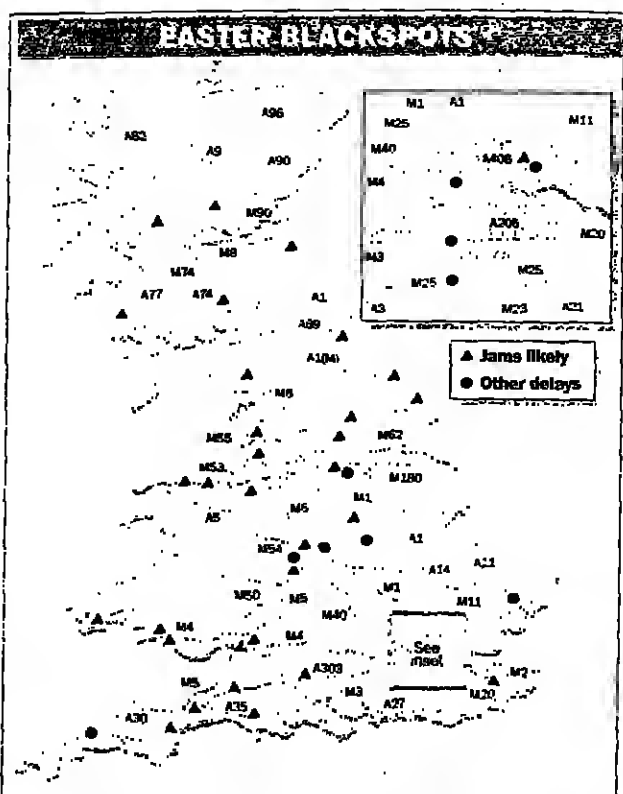 EASTER BLACKSPOTS
A96
A82
A9
A90
M90
M8
M74
A77
A74
A1
A69
A1(M)
M6
M55
M62
M53
M180
M1
A5
M6
A1
M54
A14
A11
M50
M5
M1
M11
M40
M4
M4
See
inset
A303
M5
M3
M2
M20
A30
A35
A27
M1
A1
M25
M11
M40
A406
M4
M20
M3
M25
M25
A3
M23
A21
Jams likely
Other delays